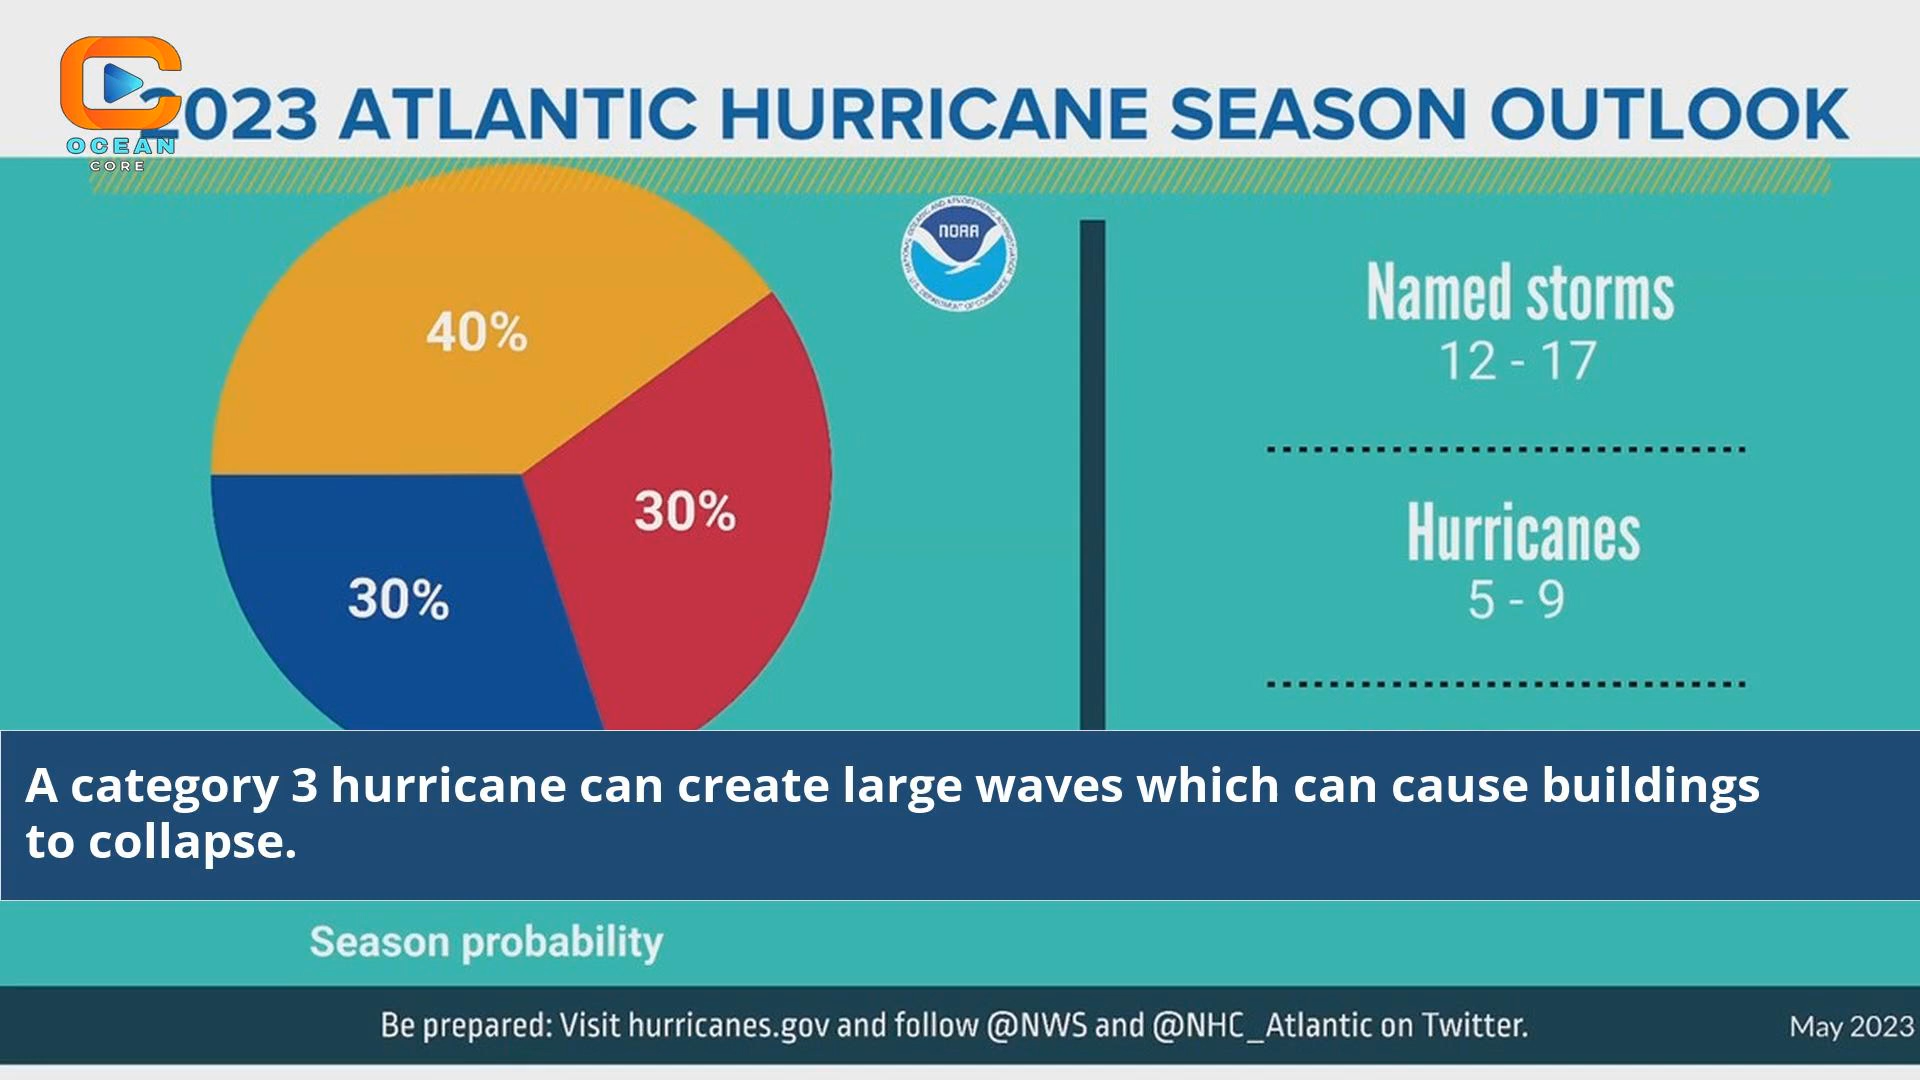 OCEAN
CORE
2023 ATLANTIC HURRICANE SEASON OUTLOOK
NOAA
40%
30%
30%
Named storms
12 - 17
Hurricanes
5 - 9
A category 3 hurricane can create large waves which can cause buildings
to collapse.
Season probability
Be prepared: Visit hurricanes.gov and follow @NWS and @NHC_Atlantic on Twitter.
May 2023